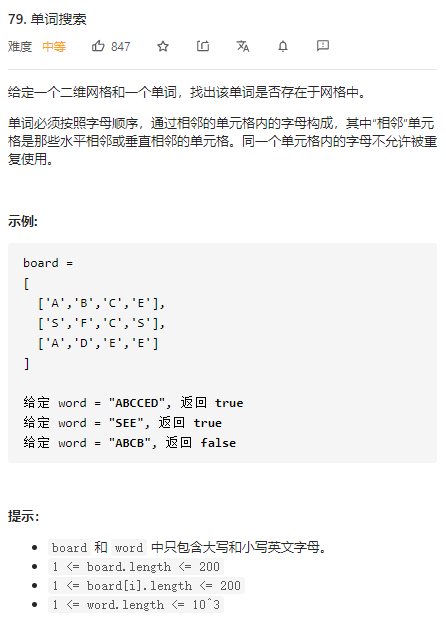 79. 单词搜索
难度 中等 847
给定一个二维网格和一个单词，找出该单词是否存在于网格中。
单词必须按照字母顺序，通过相邻的单元格内的字母构成，其中“相邻”单元
格是那些水平相邻或垂直相邻的单元格。同一个单元格内的字母不允许被重
复使用。
示例:
board =
[
['A','B','C','E'],
['S','F','C','S'],
['A','D','E','E']
]
给定 word = "ABCCED", 返回 true
给定 word = "SEE", 返回 true
给定 word = "ABCB", 返回 false
提示：
board 和 word 中只包含大写和小写英文字母。
1 <= board.length <= 200
1 <= board[i].length <= 200
1 <= word.length <= 10^3